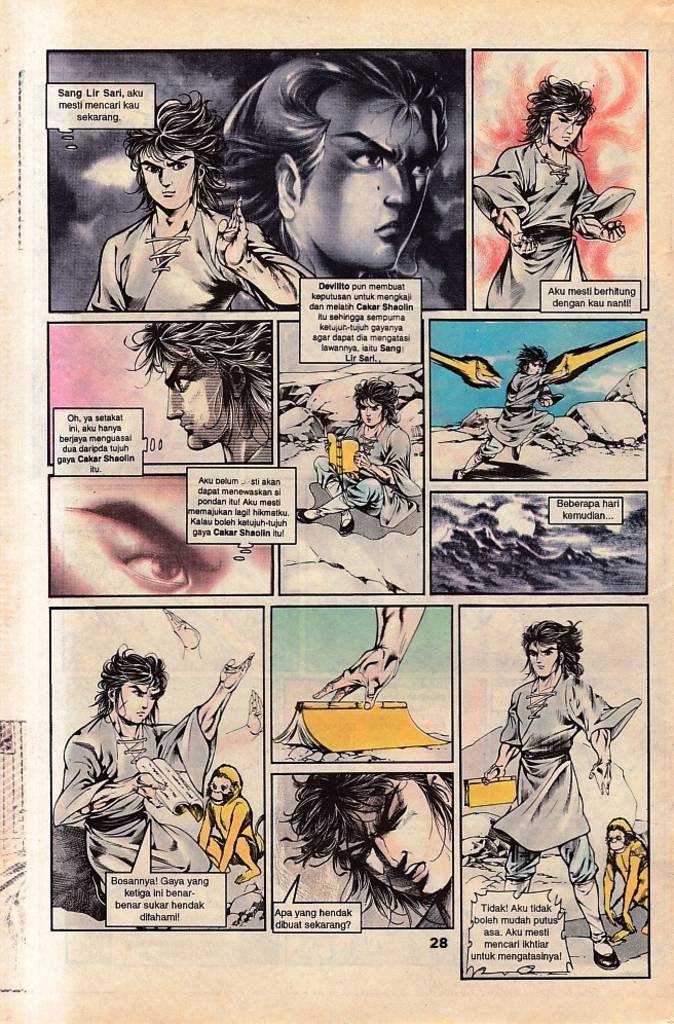 Sang Lir Sari, aku
mesti mencari kau
sekarang.
Aku mesti berhitung
dengan kau nanti!
Devilito pun membuat
keputusan untuk mengkaji
dan melatih Cakar Shaolin
itu sehingga sempurna
ketujuh-tujuh gayanya
agar dapat dia mengatasi
lawannya, iaitu Sang
Lir Sari..
Oh, ya setakat
ini, aku hanya
berjaya menguasai
dua daripda tujuh
gaya Cakar Shaolin
itu.
Aku belum sti akan
dapat menewaskan si
pondan itu! Aku mesti
memajukan lagi! hikmatku.
Kalau boleh ketujuh-tujuh
gaya Cakar Shaolin itu!
Beberapa hari
kemudian...
Bosannya! Gaya yang
ketiga ini benar-
benar sukar hendak
difahami!
Apa yang hendak
dibuat sekarang?
Tidak! Aku tidak
boleh mudah putus
asa. Aku mesti
mencari ikhtiar
untuk mengatasinya!
28